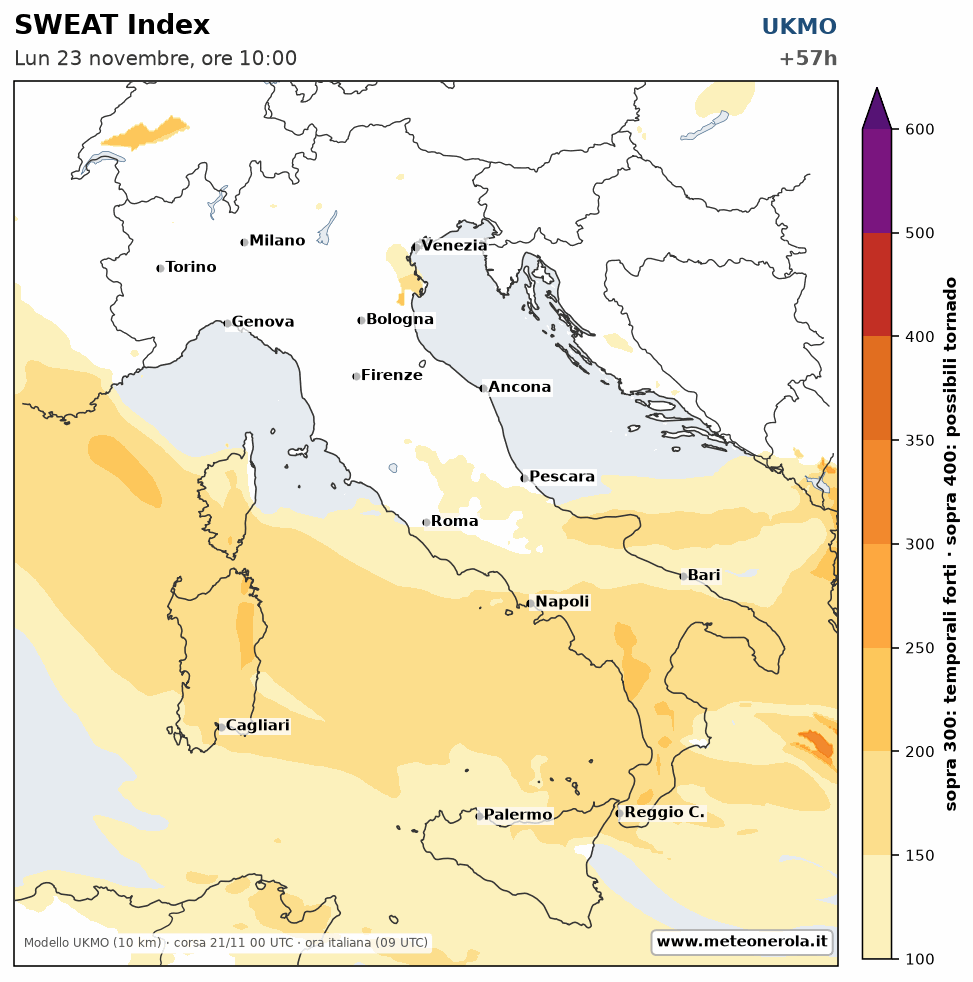 SWEAT Index
UKMO
Lun 23 novembre, ore 10:00
+57h
Milano
Venezia
Torino
Genova
Bologna
Firenze
Ancona
Pescara
Roma
Bari
Napoli
Cagliari
Palermo
Reggio C.
Modello UKMO (10 km) · corsa 21/11 00 UTC · ora italiana (09 UTC)
www.meteonerola.it
600
500
400
350
300
250
200
150
100
sopra 300: temporali forti · sopra 400: possibili tornado